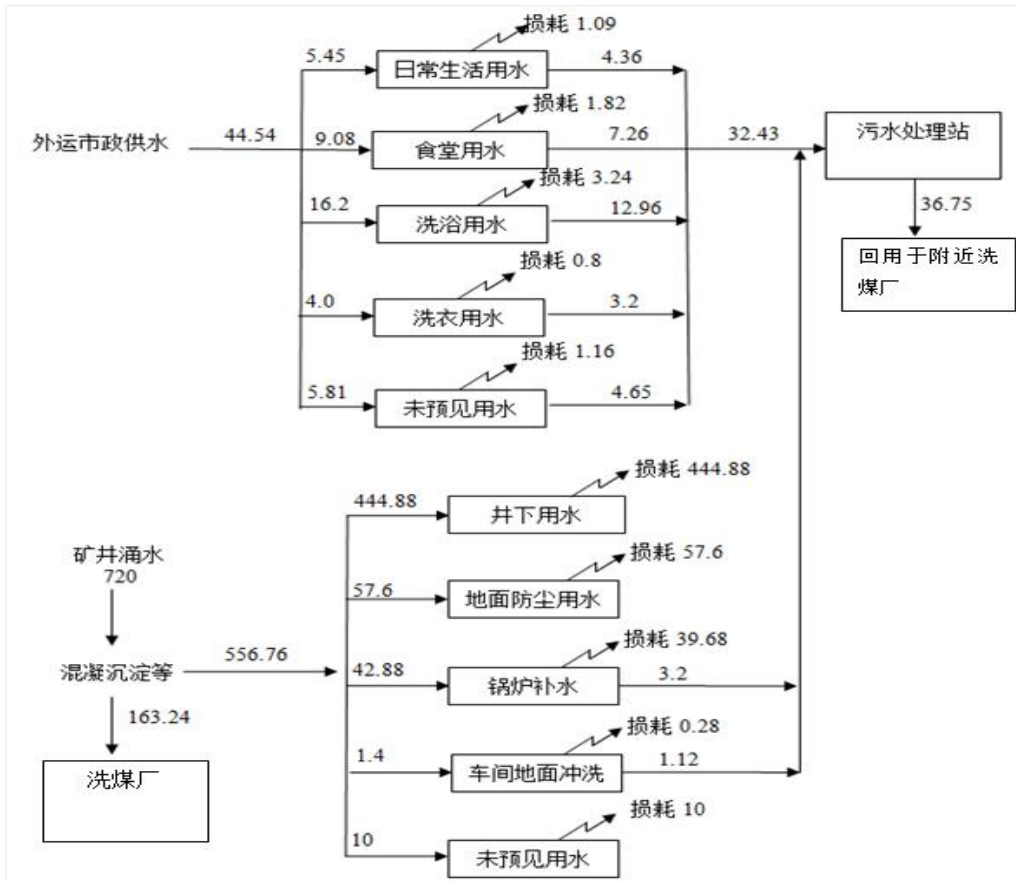 损耗 1.09
5.45
日常生活用水
4.36
损耗 1.82
外运市政供水
44.54
9.08
食堂用水
7.26
32.43
污水处理站
损耗 3.24
36.75
16.2
洗浴用水
12.96
回用于附近洗
煤厂
损耗 0.8
4.0
洗衣用水
3.2
损耗 1.16
5.81
未预见用水
4.65
损耗 444.88
444.88
井下用水
矿井涌水
720
损耗 57.6
57.6
地面防尘用水
损耗 39.68
混凝沉淀等
556.76
42.88
锅炉补水
3.2
163.24
损耗 0.28
洗煤厂
1.4
车间地面冲洗
1.12
损耗 10
10
未预见用水